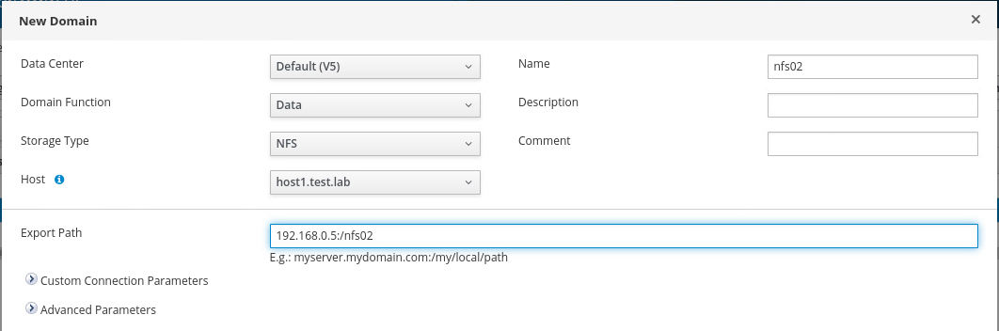 New Domain
Data Center Default (V5) Name nfs02
Domain Function Data Description
Storage Type NFS Comment
Host host1.test.lab
Export Path 192.168.0.5:/nfs02
E.g.: myserver.mydomain.com:/my/local/path
Custom Connection Parameters
Advanced Parameters